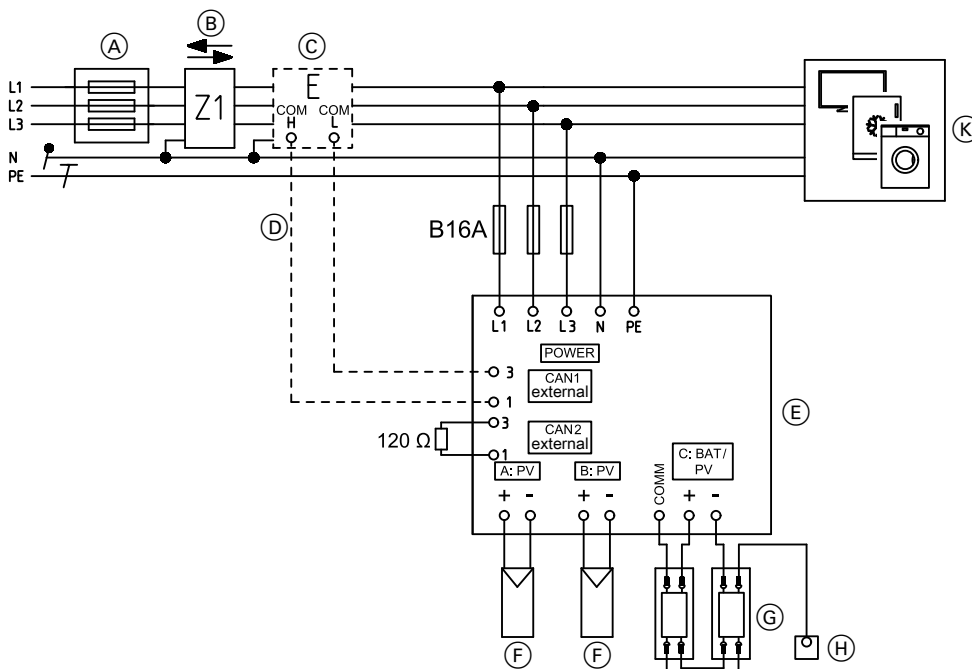 A
B
C
L1
L2
L3
N
PE
Z1
E
COM
H
COM
L
N
K
D
B16A
L1
L2
L3
N
PE
POWER
3
CAN1
external
1
3
CAN2
external
1
120 Ω
E
A: PV
B: PV
COMM
C: BAT/
PV
+
-
+
-
+
-
F
F
G
H